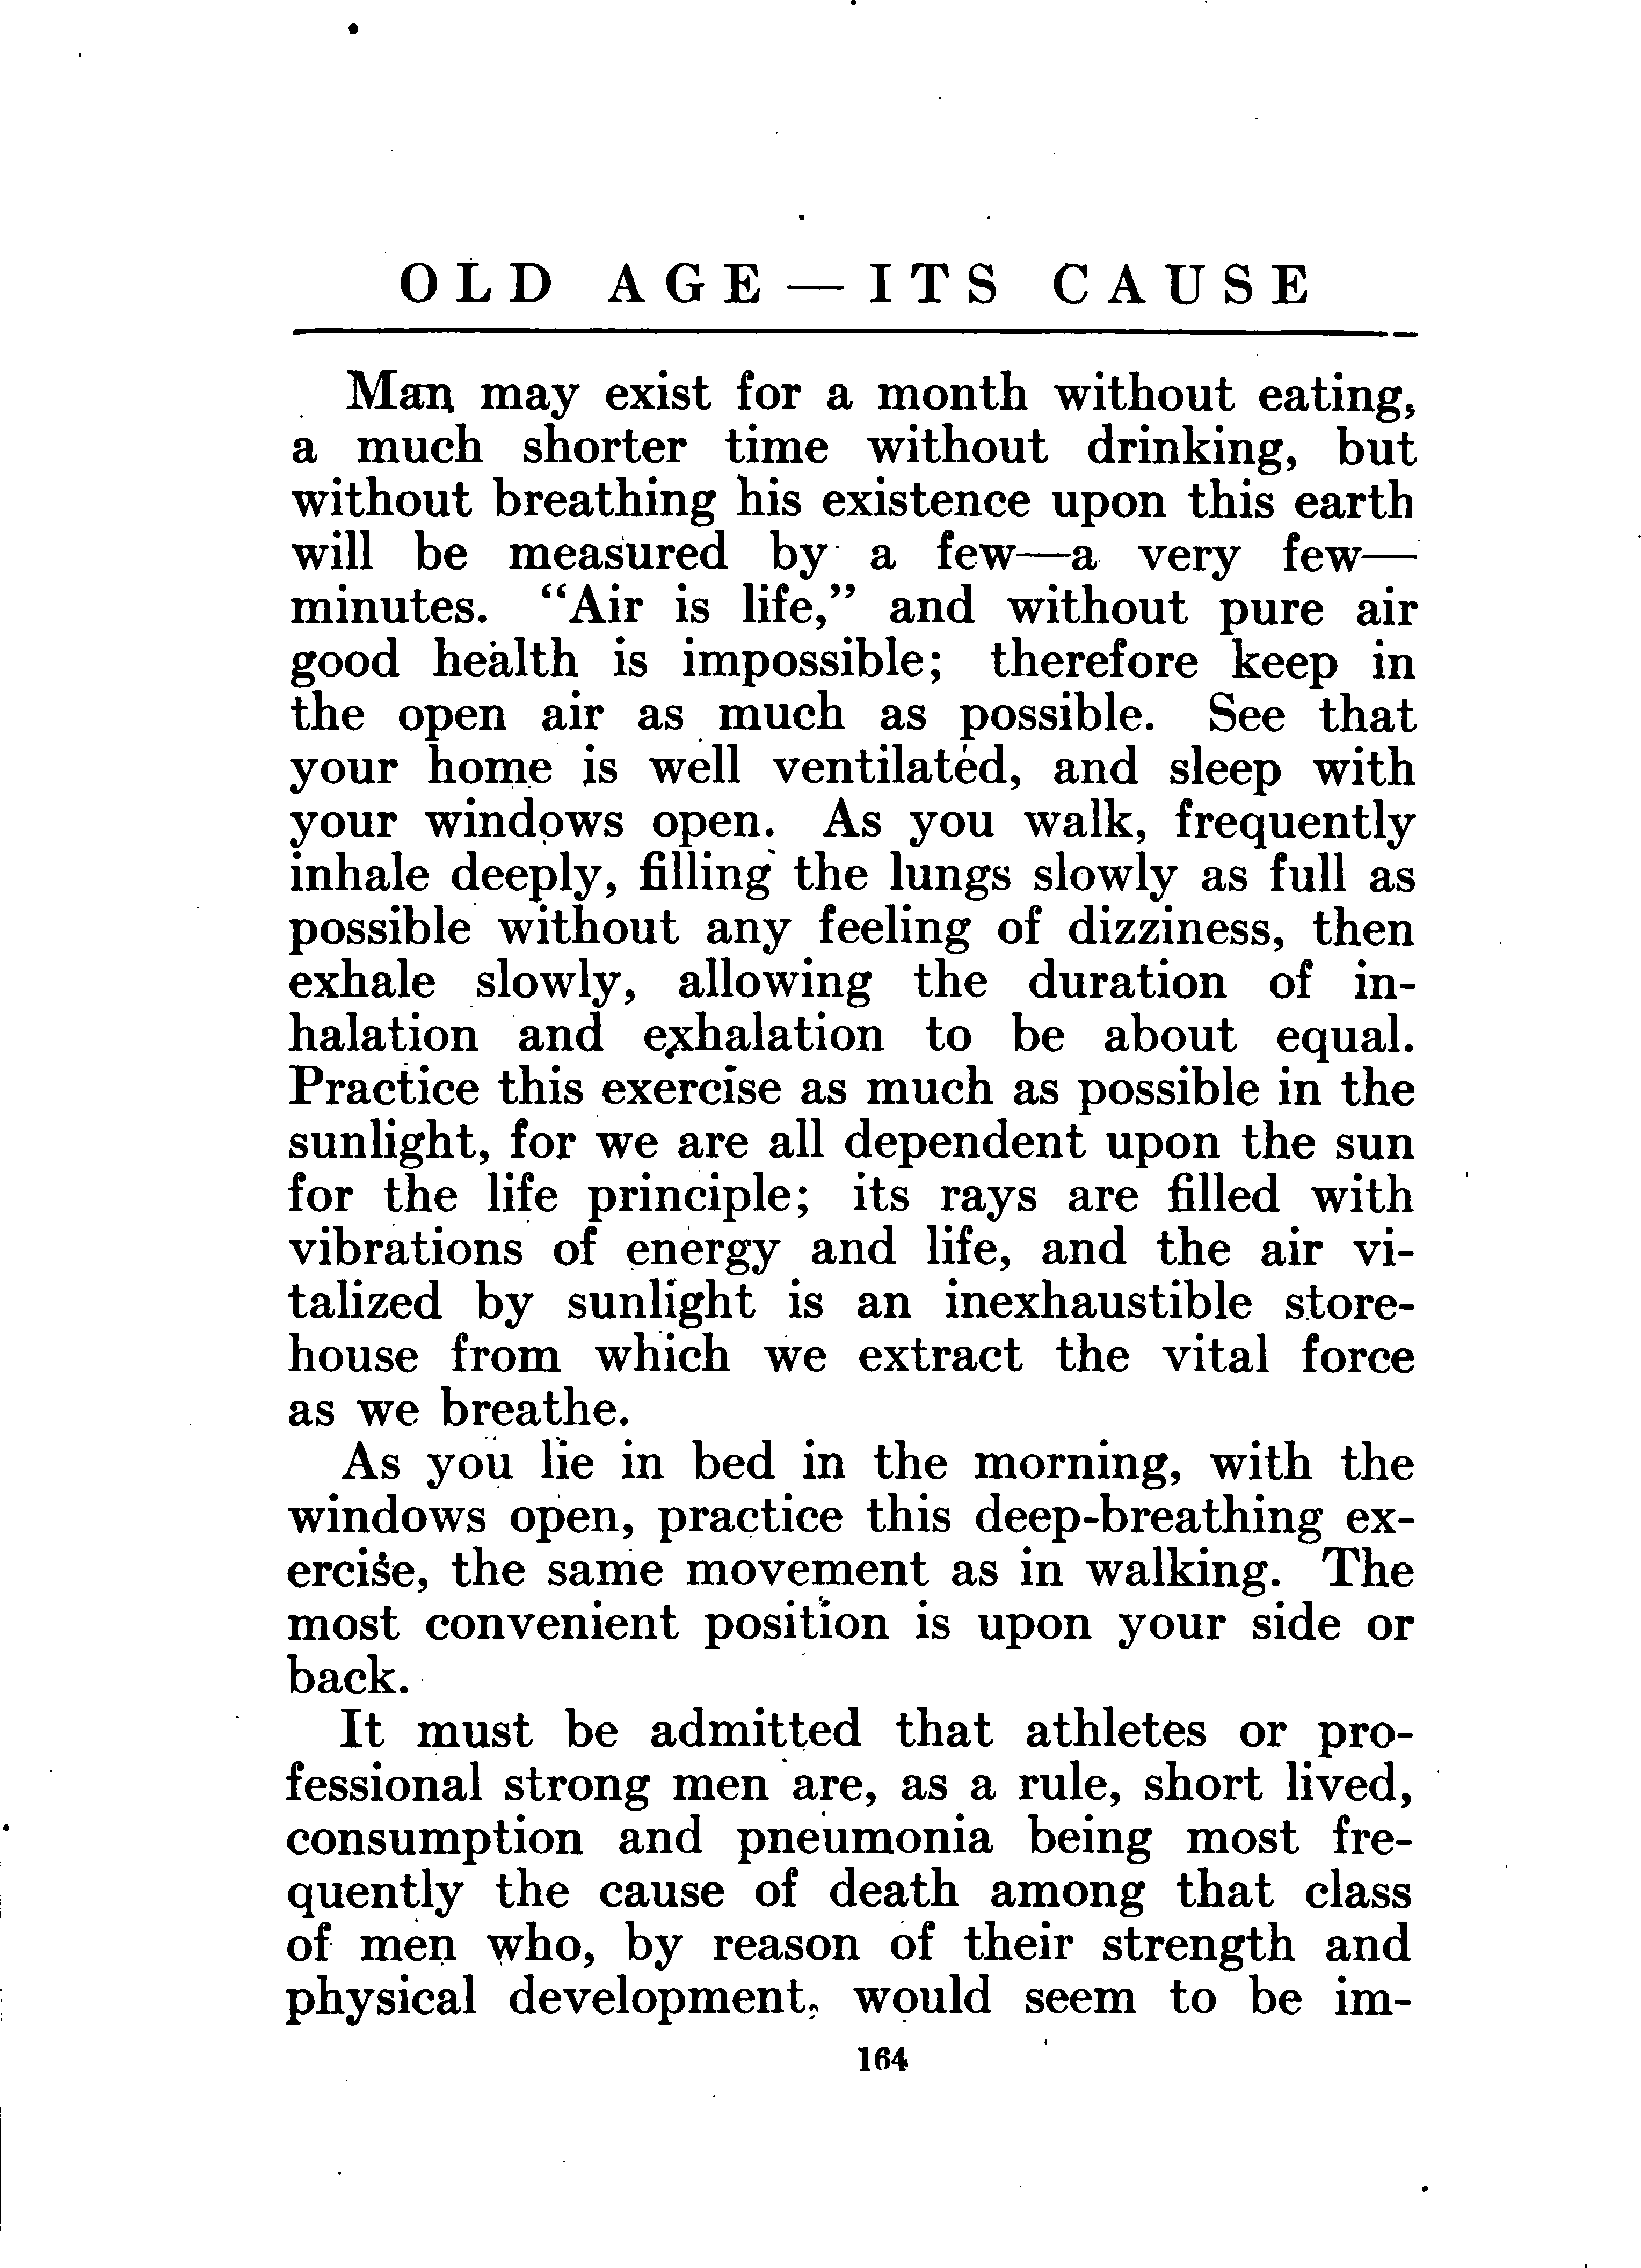 OLD AGE—ITS CAUSE
Man may exist for a month without eating,
a much shorter time without drinking, but
without breathing his existence upon this earth
will be measured by a few—a very few—
minutes. “Air is life,” and without pure air
good health is impossible; therefore keep in
the open air as much as possible. See that
your home is well ventilated, and sleep with
your windows open. As you walk, frequently
inhale deeply, filling the lungs slowly as full as
possible without any feeling of dizziness, then
exhale slowly, allowing the duration of in-
halation and exhalation to be about equal.
Practice this exercise as much as possible in the
sunlight, for we are all dependent upon the sun
for the life principle; its rays are filled with
vibrations of energy and life, and the air vi-
talized by sunlight is an inexhaustible store-
house from which we extract the vital force
as we breathe.
As you lie in bed in the morning, with the
windows open, practice this deep-breathing ex-
ercise, the same movement as in walking. The
most convenient position is upon your side or
back.
It must be admitted that athletes or pro-
fessional strong men are, as a rule, short lived,
consumption and pneumonia being most fre-
quently the cause of death among that class
of men who, by reason of their strength and
physical development, would seem to be im-
164